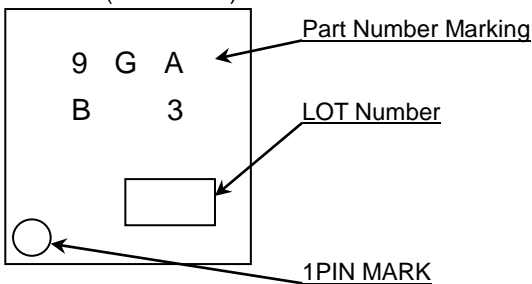 Part Number Marking
9 G A
B 3
LOT Number
1PIN MARK